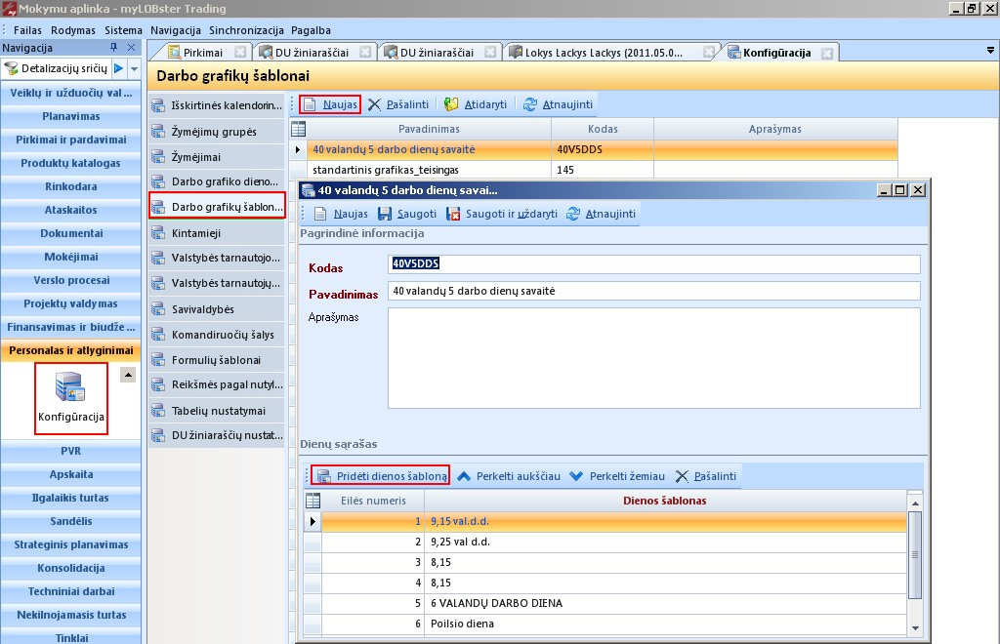 Mokymu aplinka - myLOBster Trading
Failas Rodymas Sistema Navigacija Sinchronizacija Pagalba
Navigacija
Detalizacijų sričių
Veiklų ir užduočių val ...
Planavimas
Pirkimai ir pardavimai
Produktų katalogas
Rinkodara
Ataskaitos
Dokumentai
Mokėjimai
Verslo procesai
Projektų valdymas
Finansavimas ir biudže ...
Personalas ir atlyginimai
Konfigūracija
PVR
Apskaita
Ilgalaikis turtas
Sandėlis
Strateginis planavimas
Konsolidacija
Techniniai darbai
Nekilnojamasis turtas
Tinklai
Pirkimai DU žiniaraščiai DU žiniaraščiai Lokys Lackys Lackys (2011.05.0... Konfigūracija
Darbo grafikų šablonai
Išskirtinės kalendorin...
Žymėjimų grupės
Žymėjimai
Darbo grafiko dieno...
Darbo grafikų šablon...
Kintamieji
Valstybės tarnautojo...
Valstybės tarnautojų...
Savivaldybės
Komandiruočių šalys
Formulių šablonai
Reikšmės pagal nutyl...
Tabelių nustatymai
DU žiniaraščių nustat...
Naujas Pašalinti Atidaryti Atnaujinti
Pavadinimas Kodas Aprašymas
40 valandų 5 darbo dienų savaitė 40V5DDS
standartinis grafikas_teisingas 145
40 valandų 5 darbo dienų savai...
Naujas Saugoti Saugoti ir uždaryti Atnaujinti
Pagrindinė informacija
Kodas 40V5DDS
Pavadinimas 40 valandų 5 darbo dienų savaitė
Aprašymas
Dienų sąrašas
Pridėti dienos šabloną Perkelti aukščiau Perkelti žemiau Pašalinti
Eilės numeris Dienos šablonas
1 9,15 val.d.d.
2 9,25 val d.d.
3 8,15
4 8,15
5 6 VALANDŲ DARBO DIENA
6 Poilsio diena